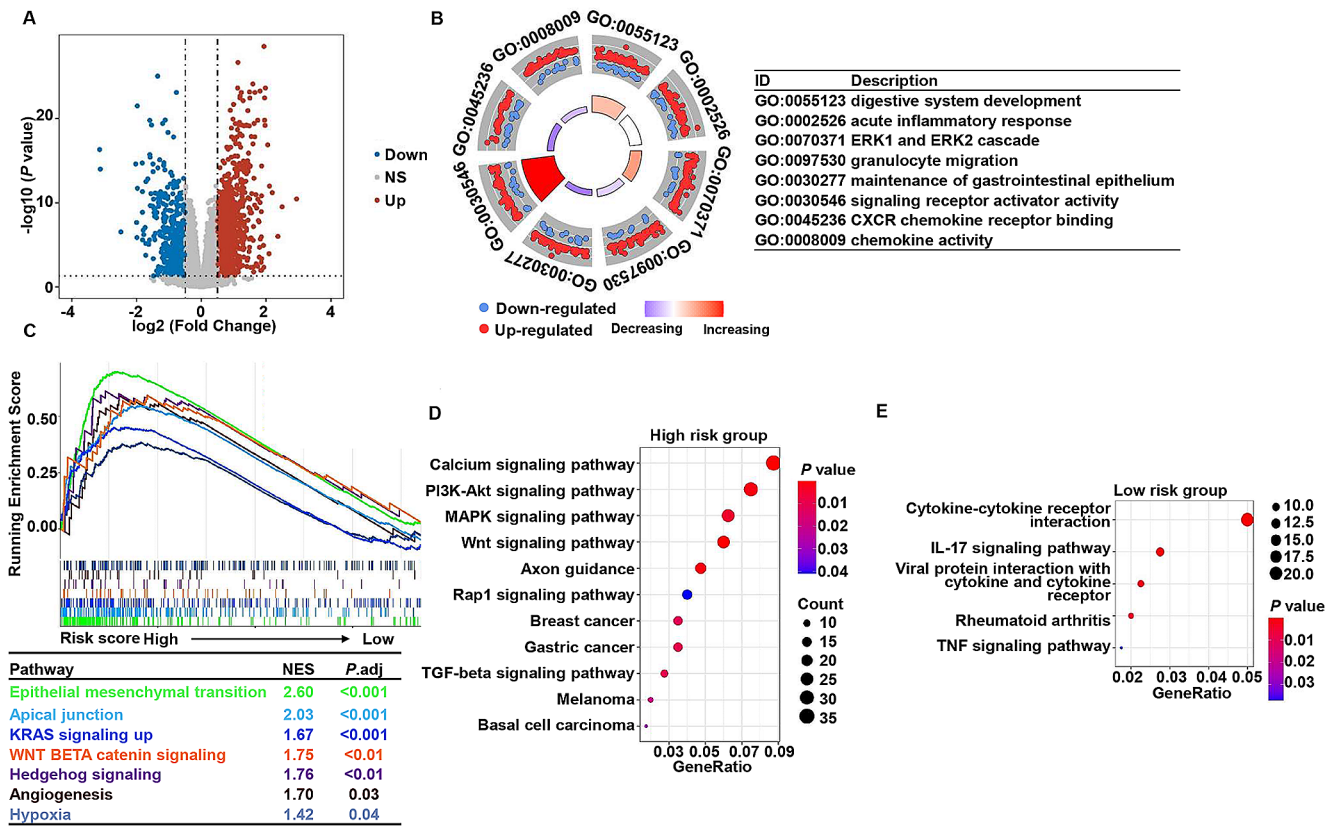 A
-log10 (P value)
20
10
0
-4 -2 0 2 4
log2 (Fold Change)
Down
NS
Up
B
GO:0055123
GO:0002526
GO:0070371
GO:0097530
GO:0030277
GO:0030546
GO:0045236
GO:0008009
Down-regulated
Up-regulated
Decreasing Increasing
ID Description
GO:0055123 digestive system development
GO:0002526 acute inflammatory response
GO:0070371 ERK1 and ERK2 cascade
GO:0097530 granulocyte migration
GO:0030277 maintenance of gastrointestinal epithelium
GO:0030546 signaling receptor activator activity
GO:0045236 CXCR chemokine receptor binding
GO:0008009 chemokine activity
C
Running Enrichment Score
0.50
0.25
0.00
Risk score High Low
Pathway NES P.adj
Epithelial mesenchymal transition 2.60 <0.001
Apical junction 2.03 <0.001
KRAS signaling up 1.67 <0.001
WNT BETA catenin signaling 1.75 <0.01
Hedgehog signaling 1.76 <0.01
Angiogenesis 1.70 0.03
Hypoxia 1.42 0.04
D
High risk group
Calcium signaling pathway
PI3K-Akt signaling pathway
MAPK signaling pathway
Wnt signaling pathway
Axon guidance
Rap1 signaling pathway
Breast cancer
Gastric cancer
TGF-beta signaling pathway
Melanoma
Basal cell carcinoma
0.03 0.05 0.07 0.09
GeneRatio
P value
0.01
0.02
0.03
0.04
Count
10
15
20
25
30
35
E
Low risk group
Cytokine-cytokine receptor
interaction
IL-17 signaling pathway
Viral protein interaction with
cytokine and cytokine
receptor
Rheumatoid arthritis
TNF signaling pathway
0.02 0.03 0.04 0.05
GeneRatio
10.0
12.5
15.0
17.5
20.0
P value
0.01
0.02
0.03